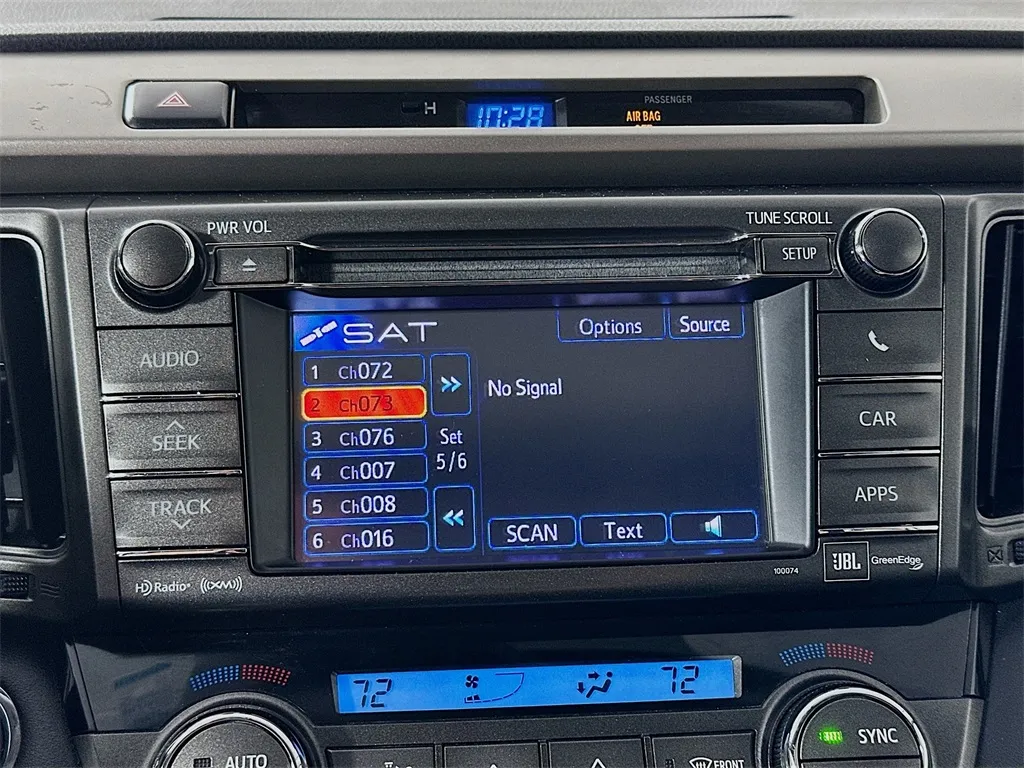 H
10:28
PASSENGER
AIR BAG
OFF
PWR VOL
TUNE SCROLL
SETUP
SAT
Options
Source
AUDIO
SEEK
TRACK
1 Ch072
2 Ch073
3 Ch076
4 Ch007
5 Ch008
6 Ch016
Set
5/6
No Signal
SCAN
Text
CAR
APPS
HD Radio®
((XM))
100074
JBL
GreenEdge
72
72
AUTO
FRONT
SYNC